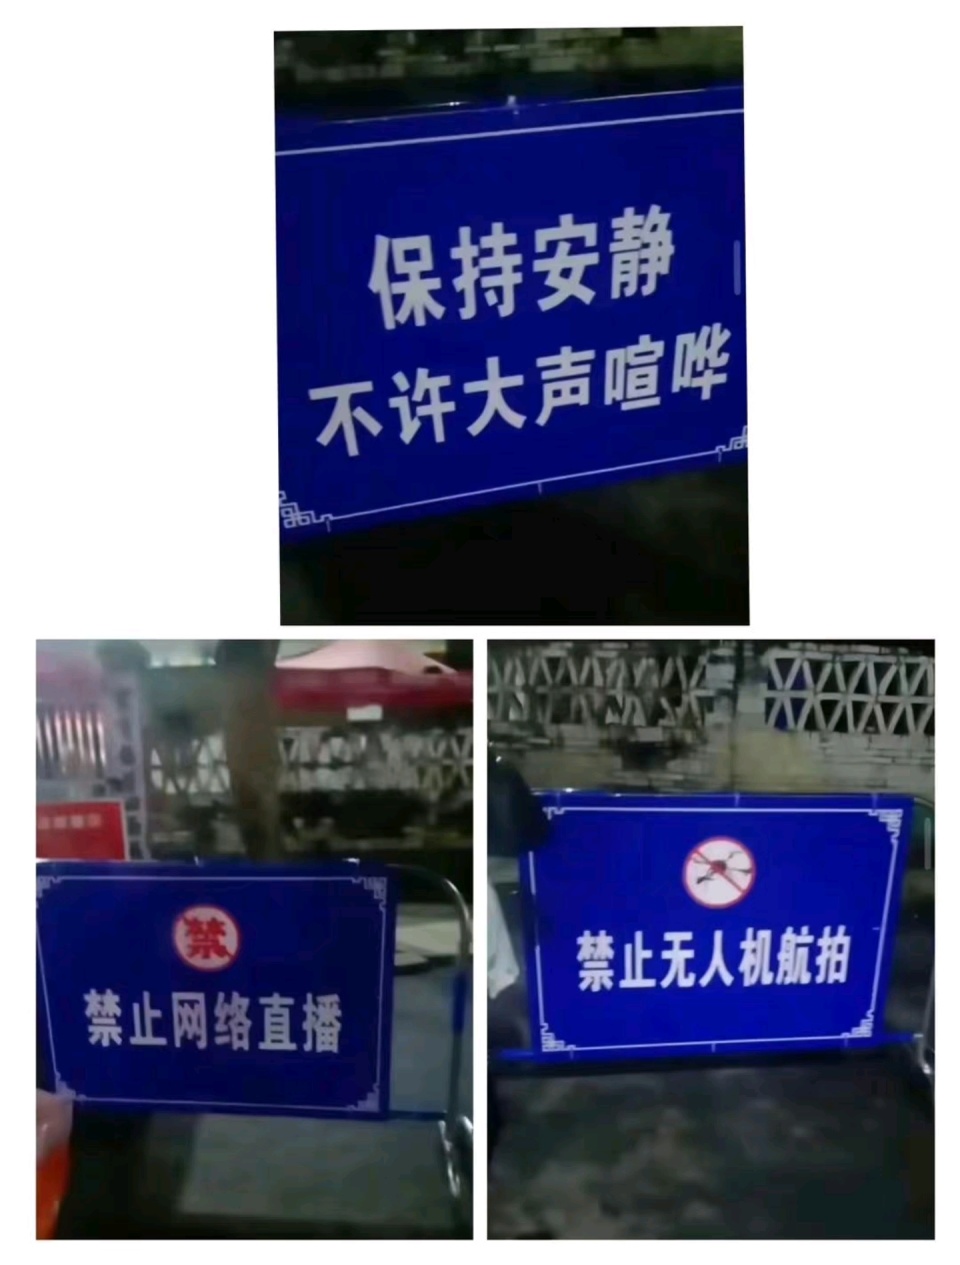 保持安静
不许大声喧哗
禁
禁止网络直播
禁止无人机航拍